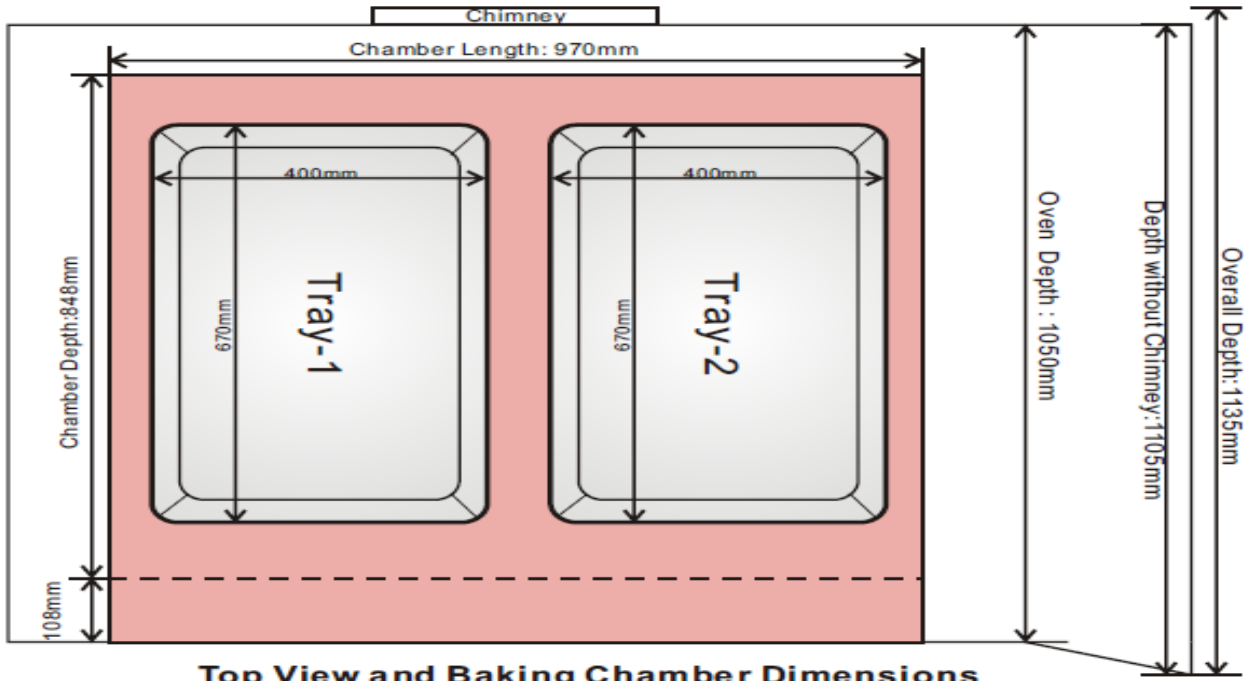 Chimney
Chamber Length: 970mm
400mm
400mm
Chamber Depth:848mm
670mm
Tray-1
670mm
Tray-2
Oven Depth : 1050mm
Depth without Chimney:1105mm
Overall Depth:1135mm
108mm
Top View and Baking Chamber Dimensions